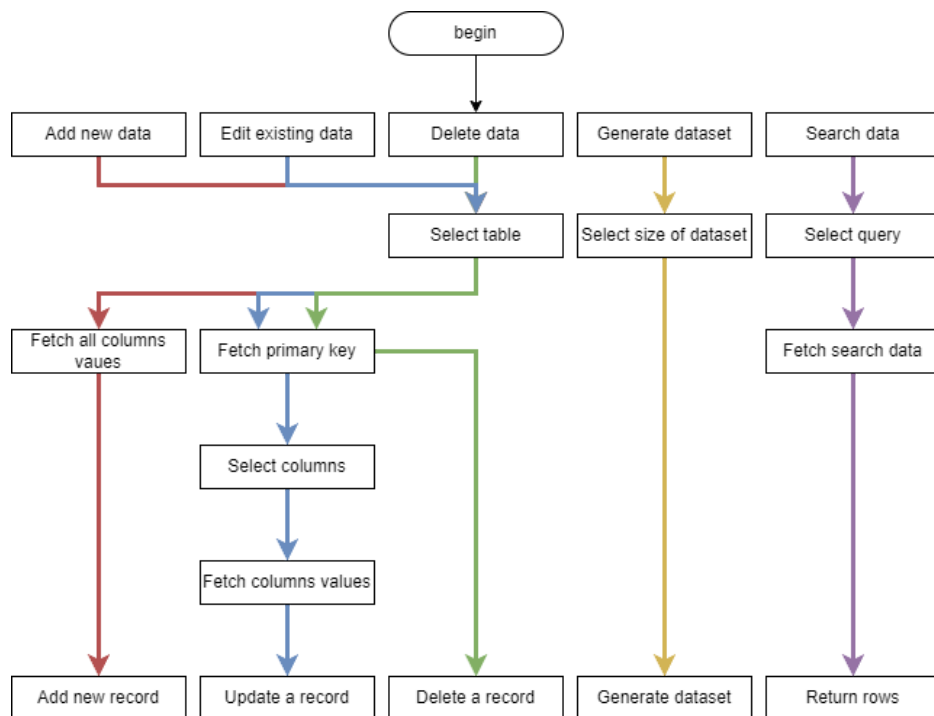 begin
Add new data
Edit existing data
Delete data
Generate dataset
Search data
Select table
Select size of dataset
Select query
Fetch all columns
vaues
Fetch primary key
Fetch search data
Select columns
Fetch columns values
Add new record
Update a record
Delete a record
Generate dataset
Return rows